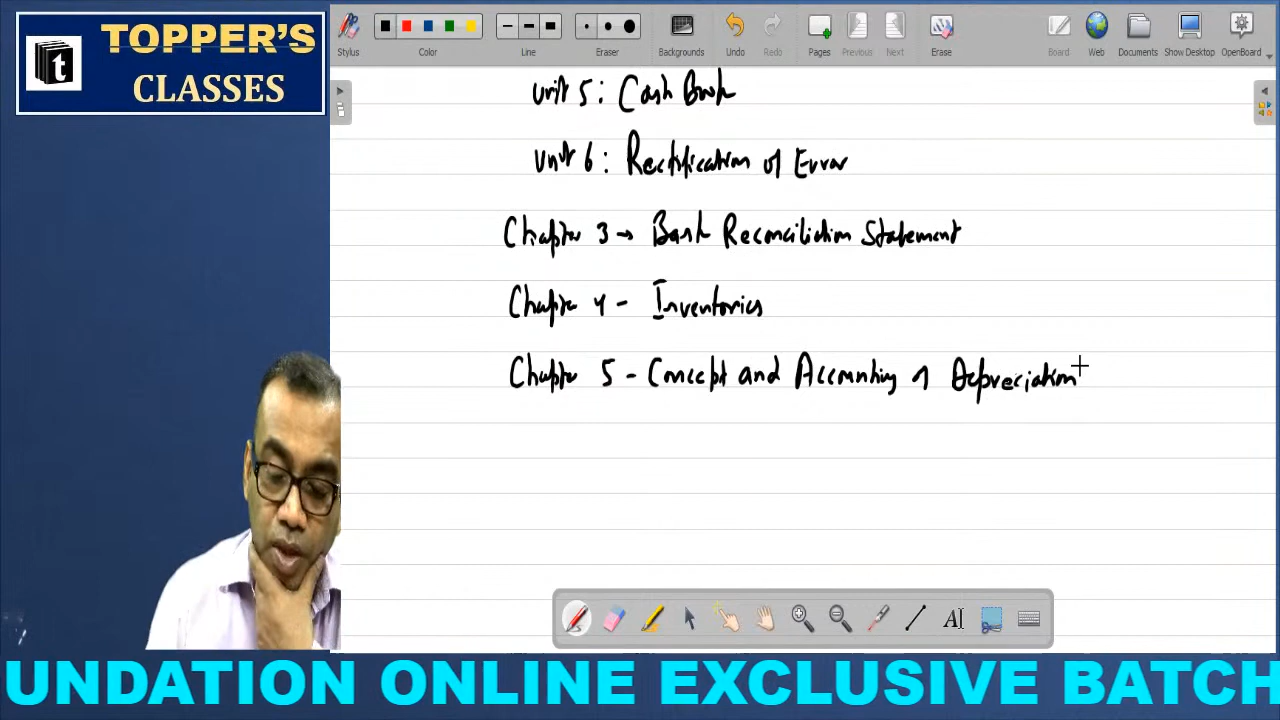 TOPPER'S
CLASSES
t
Stylus
Color
Line
Eraser
Backgrounds
Undo
Redo
Pages
Previous
Next
Erase
Board
Web
Documents
Show Desktop
OpenBoard
Unit 5: Cash Book
Unit 6: Rectification of Error
Chapter 3 → Bank Reconciliation Statement
Chapter 4 - Inventories
Chapter 5 - Concept and Accounting of Depreciation
A
UNDATION ONLINE EXCLUSIVE BATCH